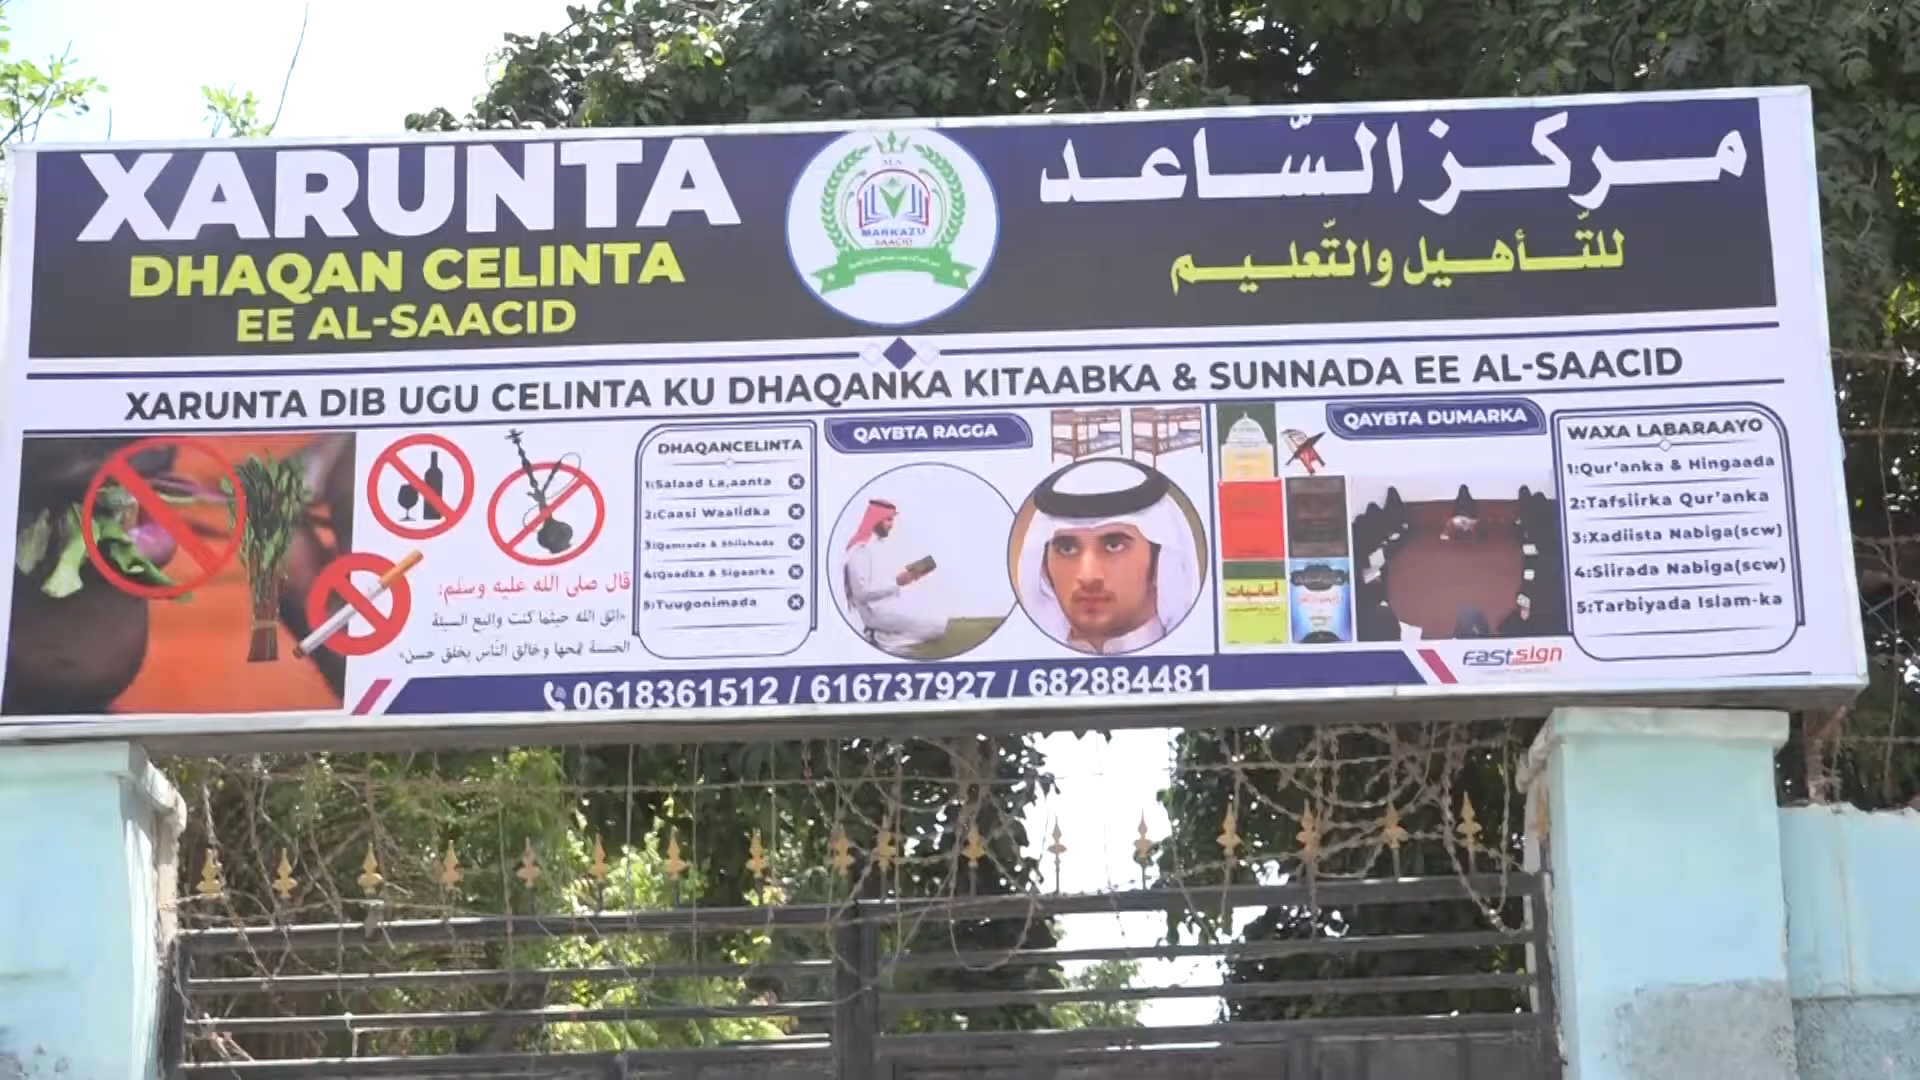 XARUNTA
DHAQAN CELINTA
EE AL-SAACID
مركز السّاعد
للتّأهيل والتّعليم
M.S
MARKAZU
SAACID
XARUNTA DIB UGU CELINTA KU DHAQANKA KITAABKA & SUNNADA EE AL-SAACID
قال صلى الله عليه وسلم:
«اتق الله حيثما كنت واتبع السيئة
الحسنة تمحها وخالق الناس بخلق حسن»
DHAQANCELINTA
1:Salaad La,aanta
2:Caasi Waalidka
3:Qamrada & Shiishada
4:Qaadka & Sigaarka
5:Tuugonimada
QAYBTA RAGGA
QAYBTA DUMARKA
أساسيات
WAXA LABARAAYO
1:Qur'anka & Hingaada
2:Tafsiirka Qur'anka
3:Xadiista Nabiga(scw)
4:Siirada Nabiga(scw)
5:Tarbiyada Islam-ka
Fastsign
0618361512 / 616737927 / 682884481